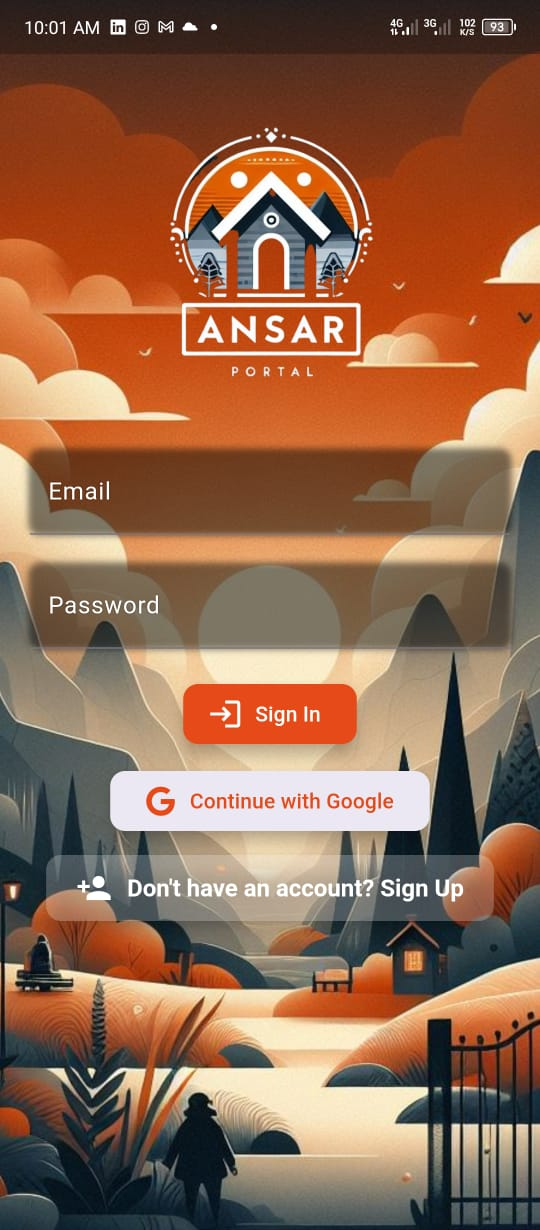 10:01 AM 4G 3G 102 K/S 93
ANSAR
PORTAL
Email
Password
Sign In
Continue with Google
Don't have an account? Sign Up